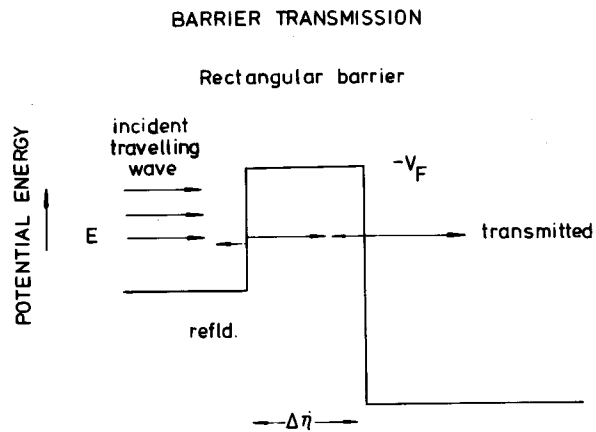 BARRIER TRANSMISSION
Rectangular barrier
incident
travelling
wave
-V_F
E
transmitted
POTENTIAL ENERGY
refld.
Δη̇